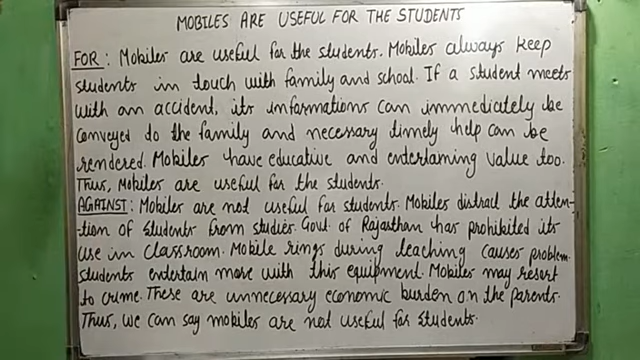 MOBILES ARE USEFUL FOR THE STUDENTS
FOR: Mobiles are useful for the students. Mobiles always keep
students in touch with family and school. If a student meets
with an accident, its informations can immediately be
conveyed to the family and necessary timely help can be
rendered. Mobiles have educative and entertaining value too.
Thus, Mobiles are useful for the students.
AGAINST: Mobiles are not useful for students. Mobiles distract the atten-
tion of students from studies. Govt. of Rajasthan has prohibited its
use in classroom. Mobile rings during teaching causes problem.
students entertain more with this equipment. Mobiles may resort
to crime. These are unnecessary economic burden on the parents.
Thus, we can say mobiles are not useful for students.